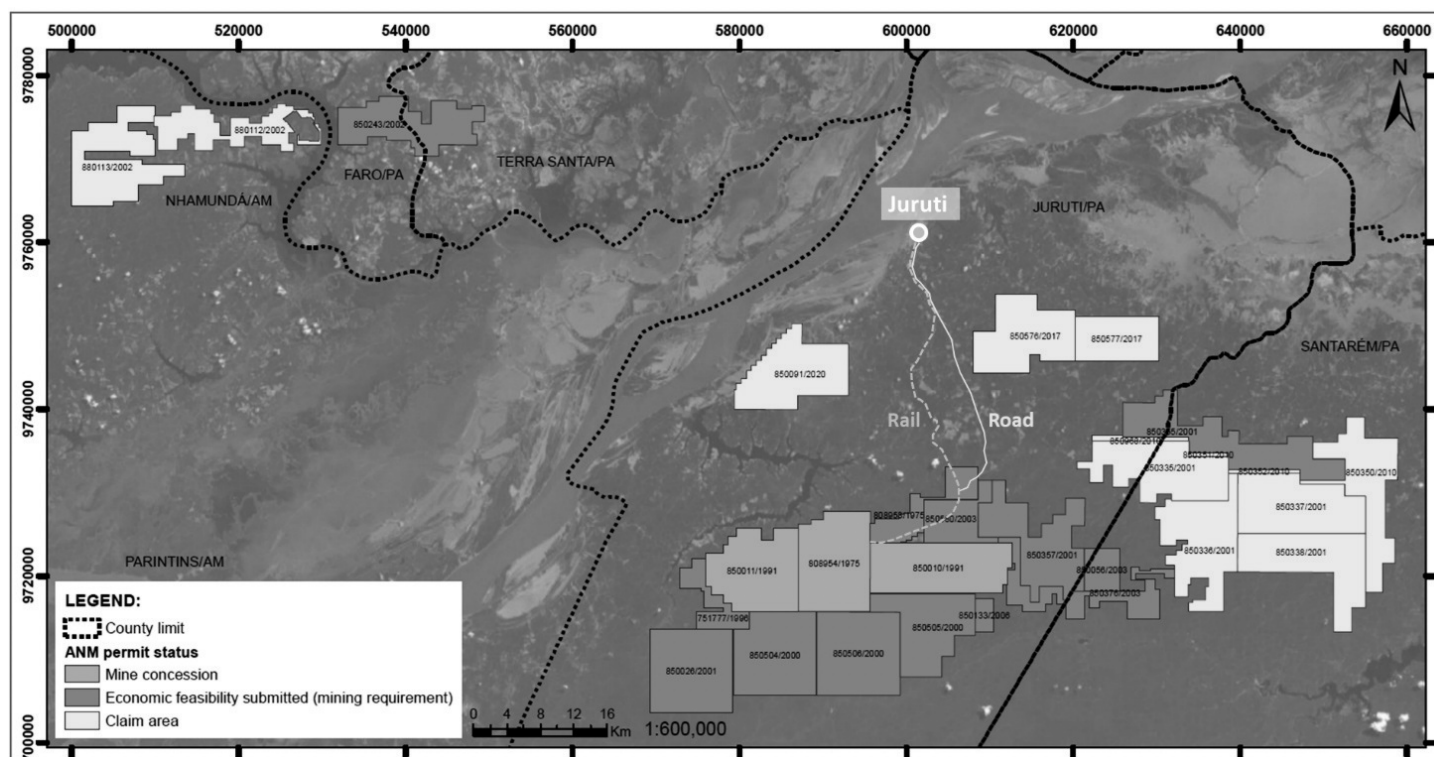 500000 520000 540000 560000 580000 600000 620000 640000 660000
9780000
N
880112/2002
850243/2002
TERRA SANTA/PA
880113/2002
FARO/PA
NHAMUNDÁ/AM
Juruti
JURUTI/PA
9760000
850576/2017
850577/2017
SANTARÉM/PA
850091/2020
9740000
Rail
Road
850351/2010
850335/2001
850352/2010
850350/2010
850337/2001
850336/2001
850338/2001
808954/1975
850011/1991
850010/1991
850357/2001
850056/2003
850376/2003
9720000
PARINTINS/AM
751777/1996
850505/2000
850133/2006
850026/2001
850504/2000
850506/2000
LEGEND:
County limit
ANM permit status
Mine concession
Economic feasibility submitted (mining requirement)
Claim area
0 4 8 12 16
Km
1:600,000